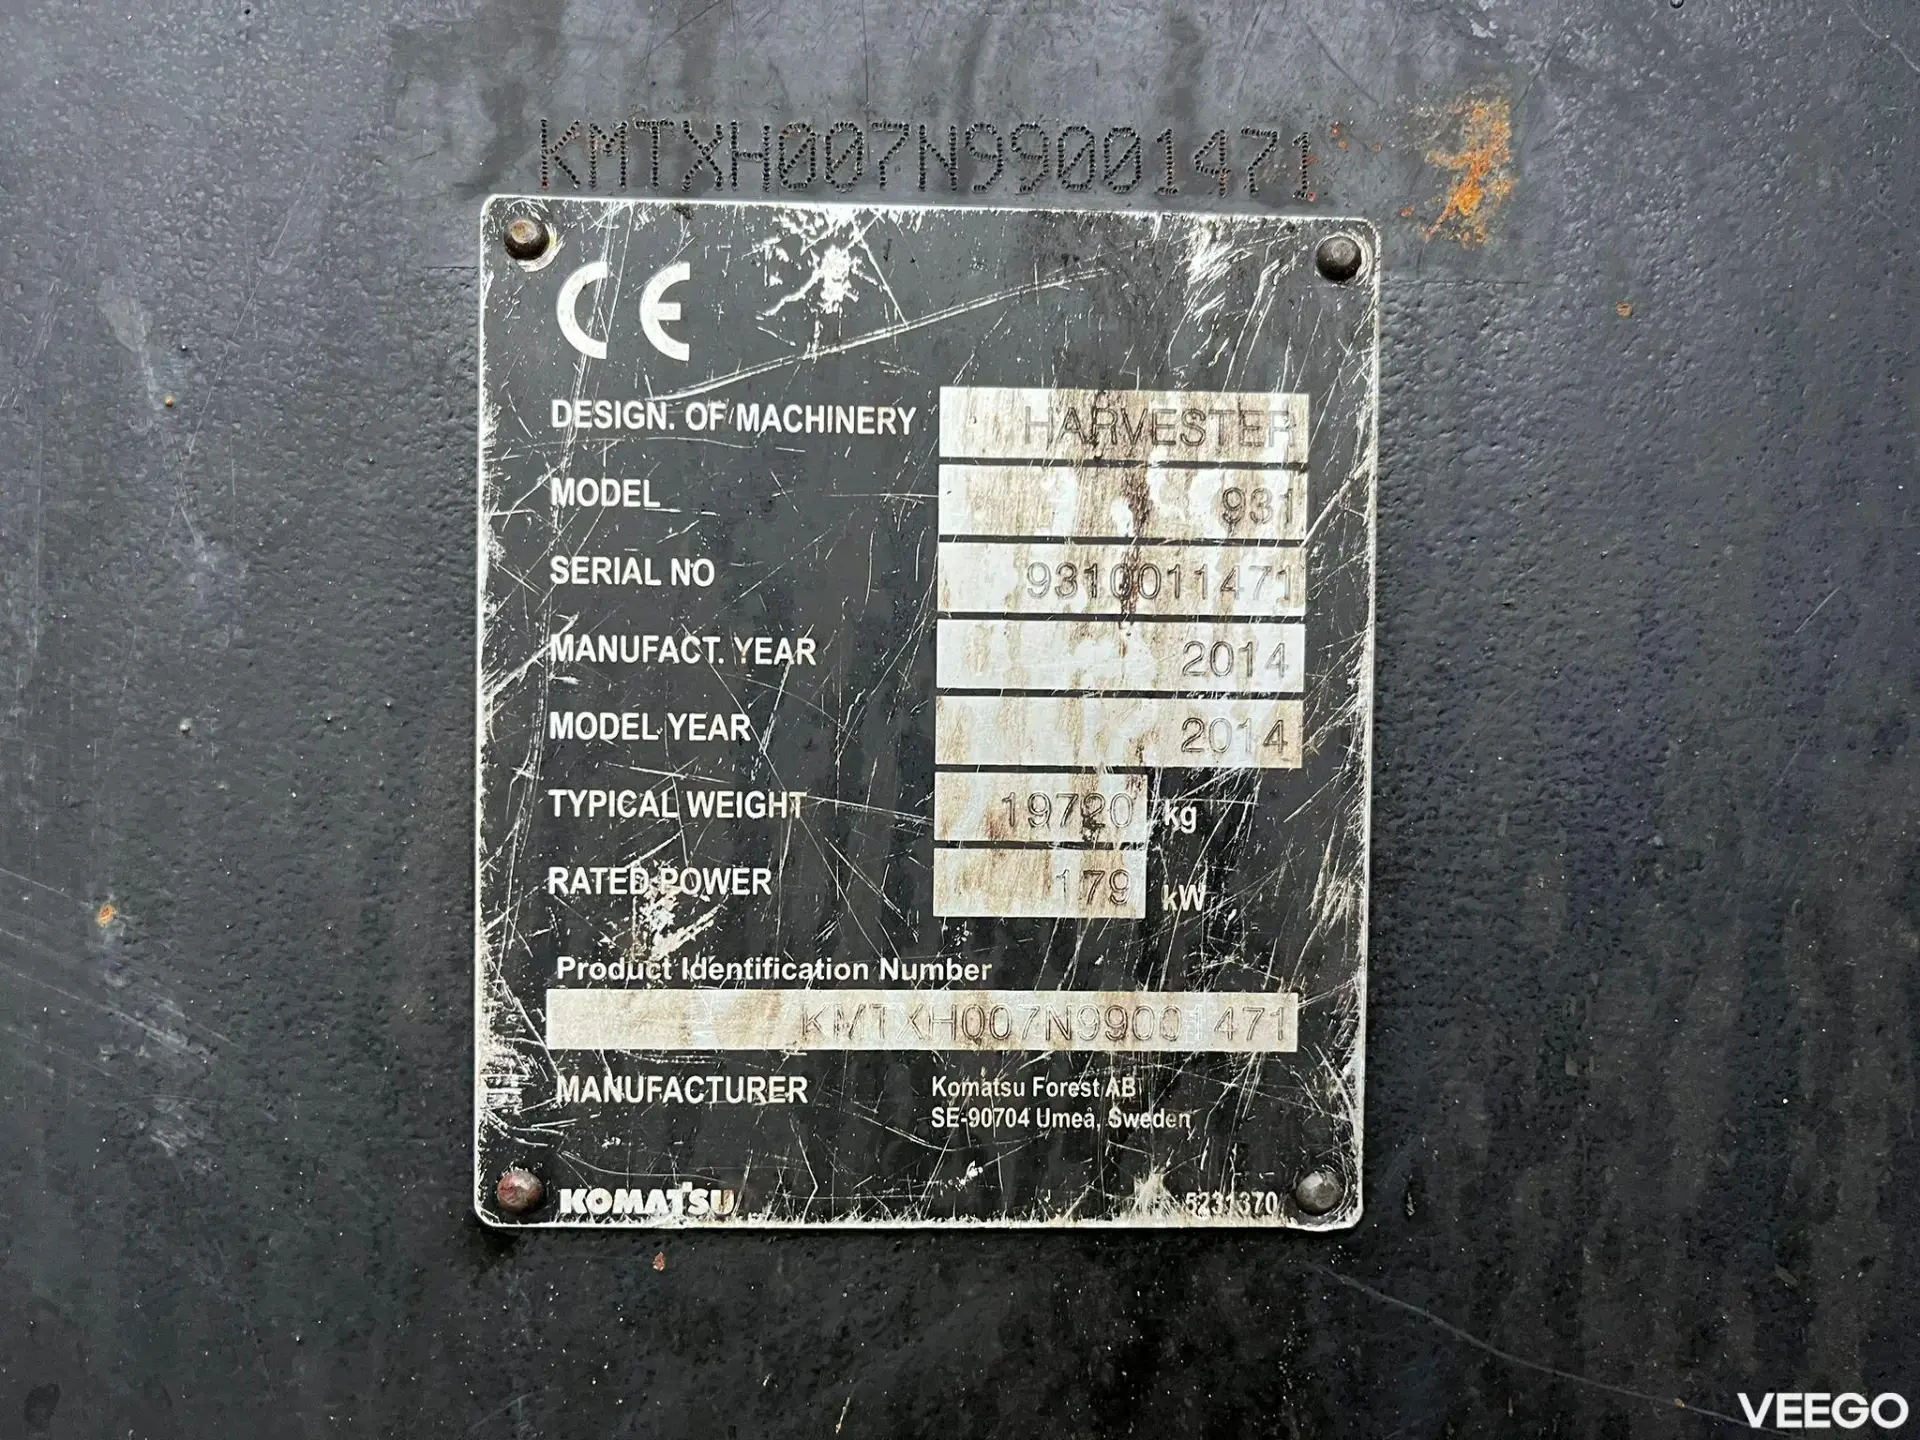 KMTXH007N99001471
CE
DESIGN. OF MACHINERY HARVESTER
MODEL 931
SERIAL NO 9310011471
MANUFACT. YEAR 2014
MODEL YEAR 2014
TYPICAL WEIGHT 19720 kg
RATED POWER 179 kW
Product Identification Number
KMTXH007N99001471
MANUFACTURER Komatsu Forest AB
SE-90704 Umeå, Sweden
KOMATSU 5231370
VEEGO